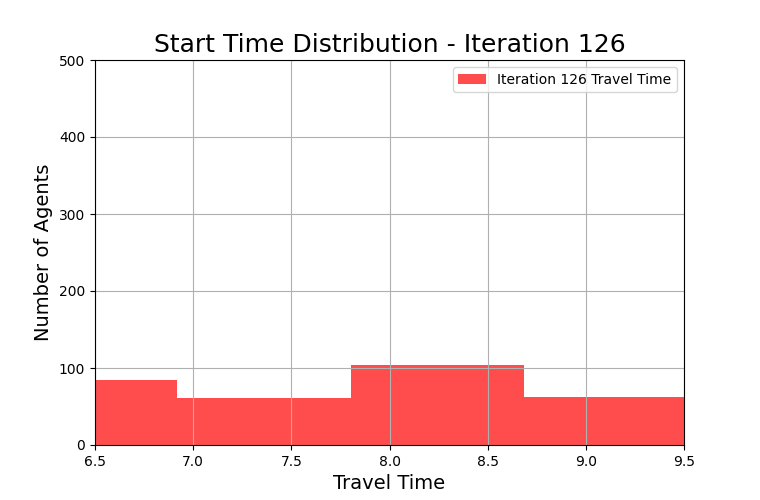 Start Time Distribution - Iteration 126
Iteration 126 Travel Time
Number of Agents
500
400
300
200
100
0
6.5 7.0 7.5 8.0 8.5 9.0 9.5
Travel Time